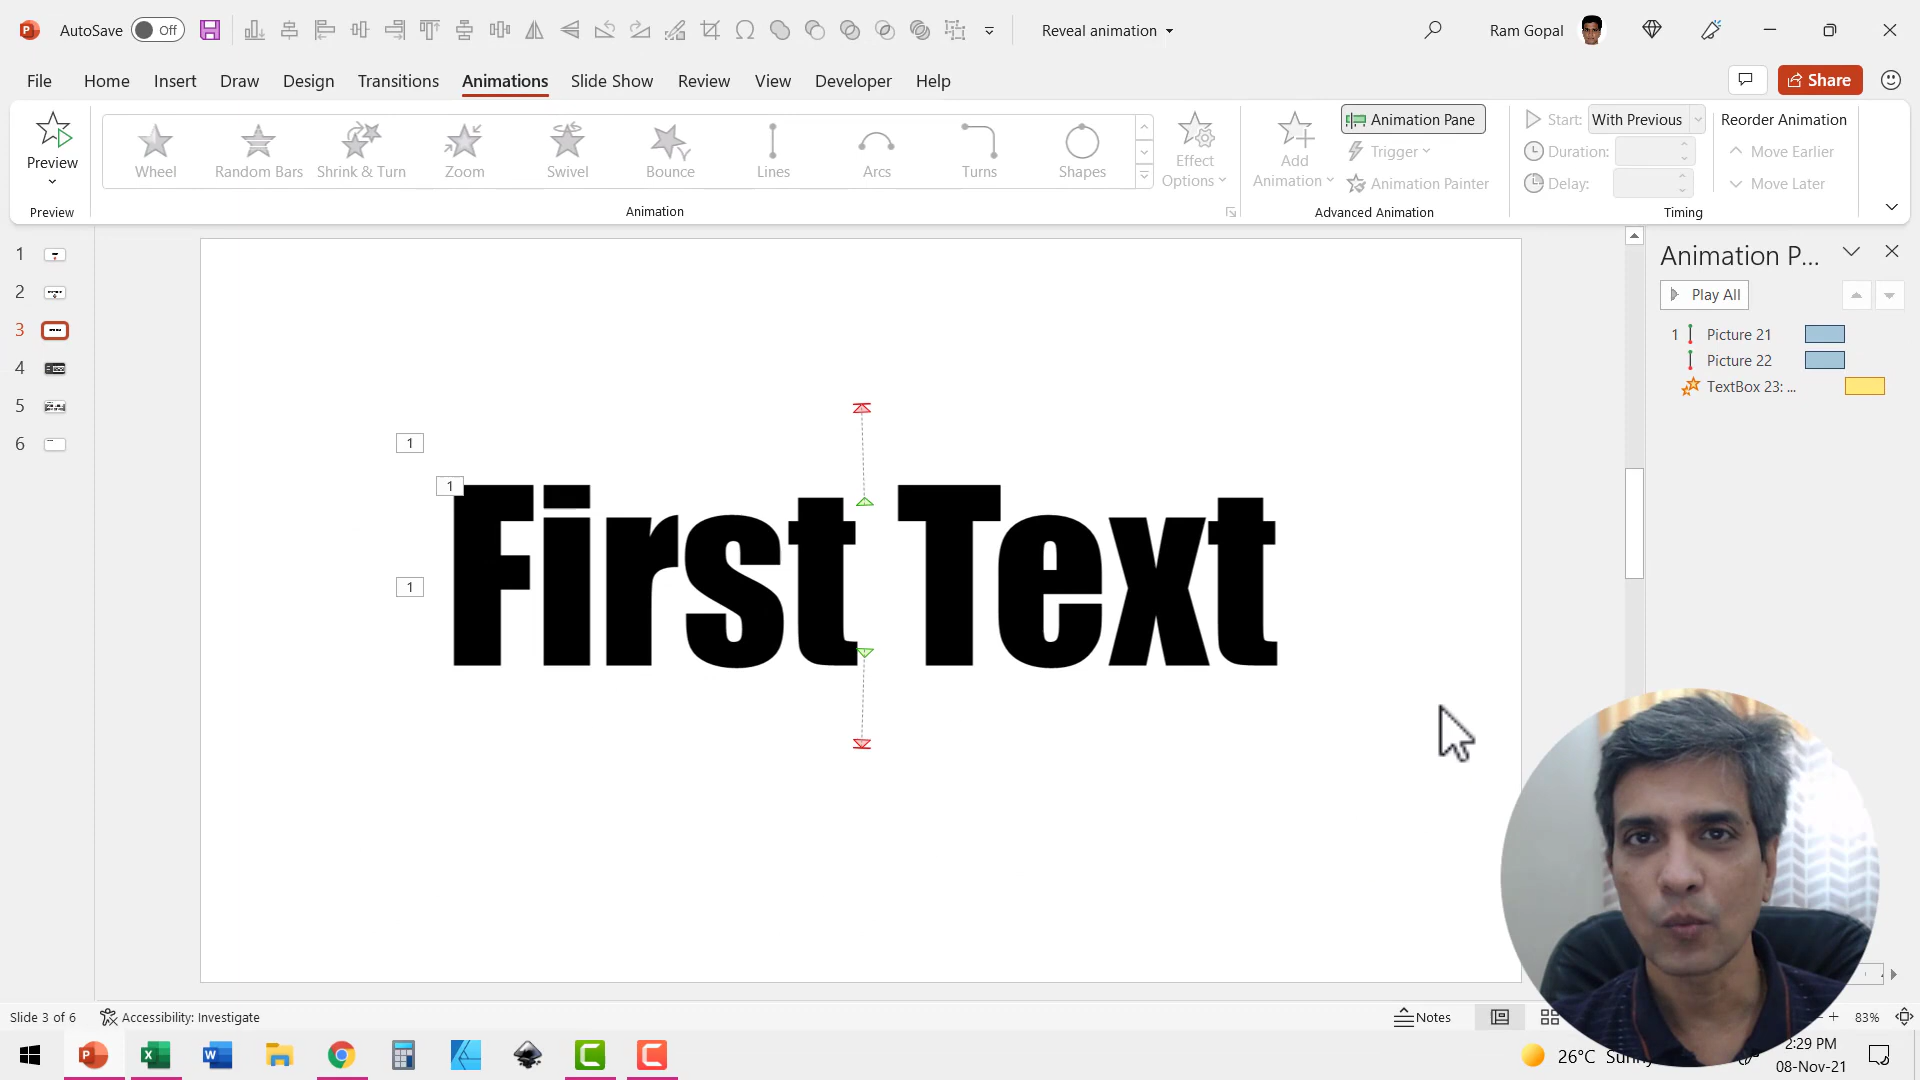 AutoSave Off Reveal animation Ram Gopal
File Home Insert Draw Design Transitions Animations Slide Show Review View Developer Help Share
Preview
Wheel Random Bars Shrink & Turn Zoom Swivel Bounce Lines Arcs Turns Shapes
Effect
Options
Add
Animation
Animation Pane
Trigger
Animation Painter
Start: With Previous
Duration:
Delay:
Reorder Animation
Move Earlier
Move Later
Preview Animation Advanced Animation Timing
1
2
3
4
5
6
1
1
1
First Text
Animation P...
Play All
1 Picture 21
Picture 22
TextBox 23: ...
Slide 3 of 6 Accessibility: Investigate Notes 83%
26°C
2:29 PM
08-Nov-21